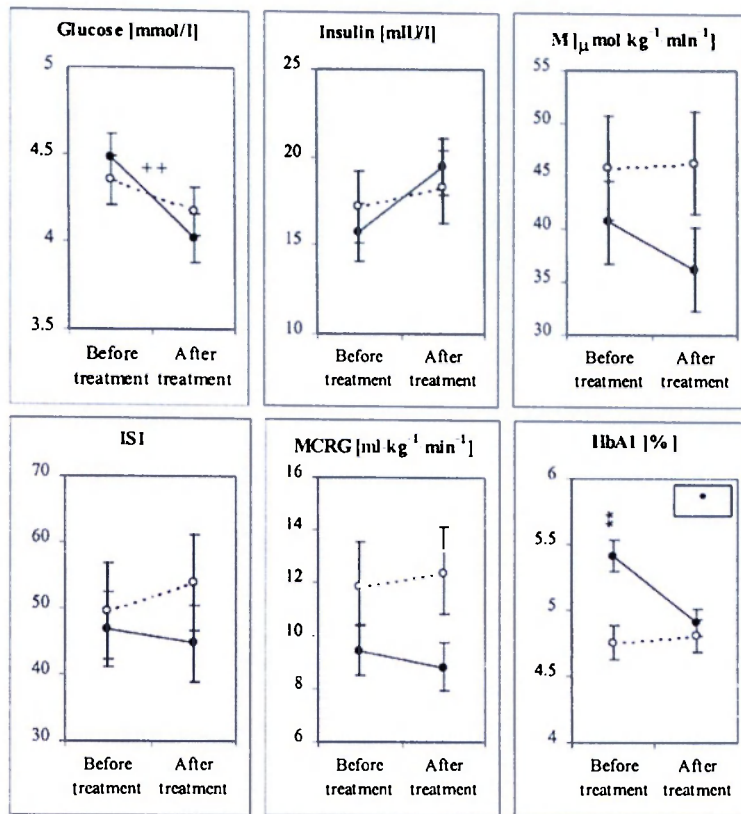 Glucose [mmol/l]
5
4.5
4
3.5
++
Before treatment
After treatment
Insulin [mIU/l]
25
20
15
10
Before treatment
After treatment
M [μ mol kg⁻¹ min⁻¹]
55
50
45
40
35
30
Before treatment
After treatment
ISI
70
60
50
40
30
Before treatment
After treatment
MCRG [ml kg⁻¹ min⁻¹]
16
14
12
10
8
6
Before treatment
After treatment
HbA1 [%]
6
5.5
5
4.5
4
**
Before treatment
After treatment